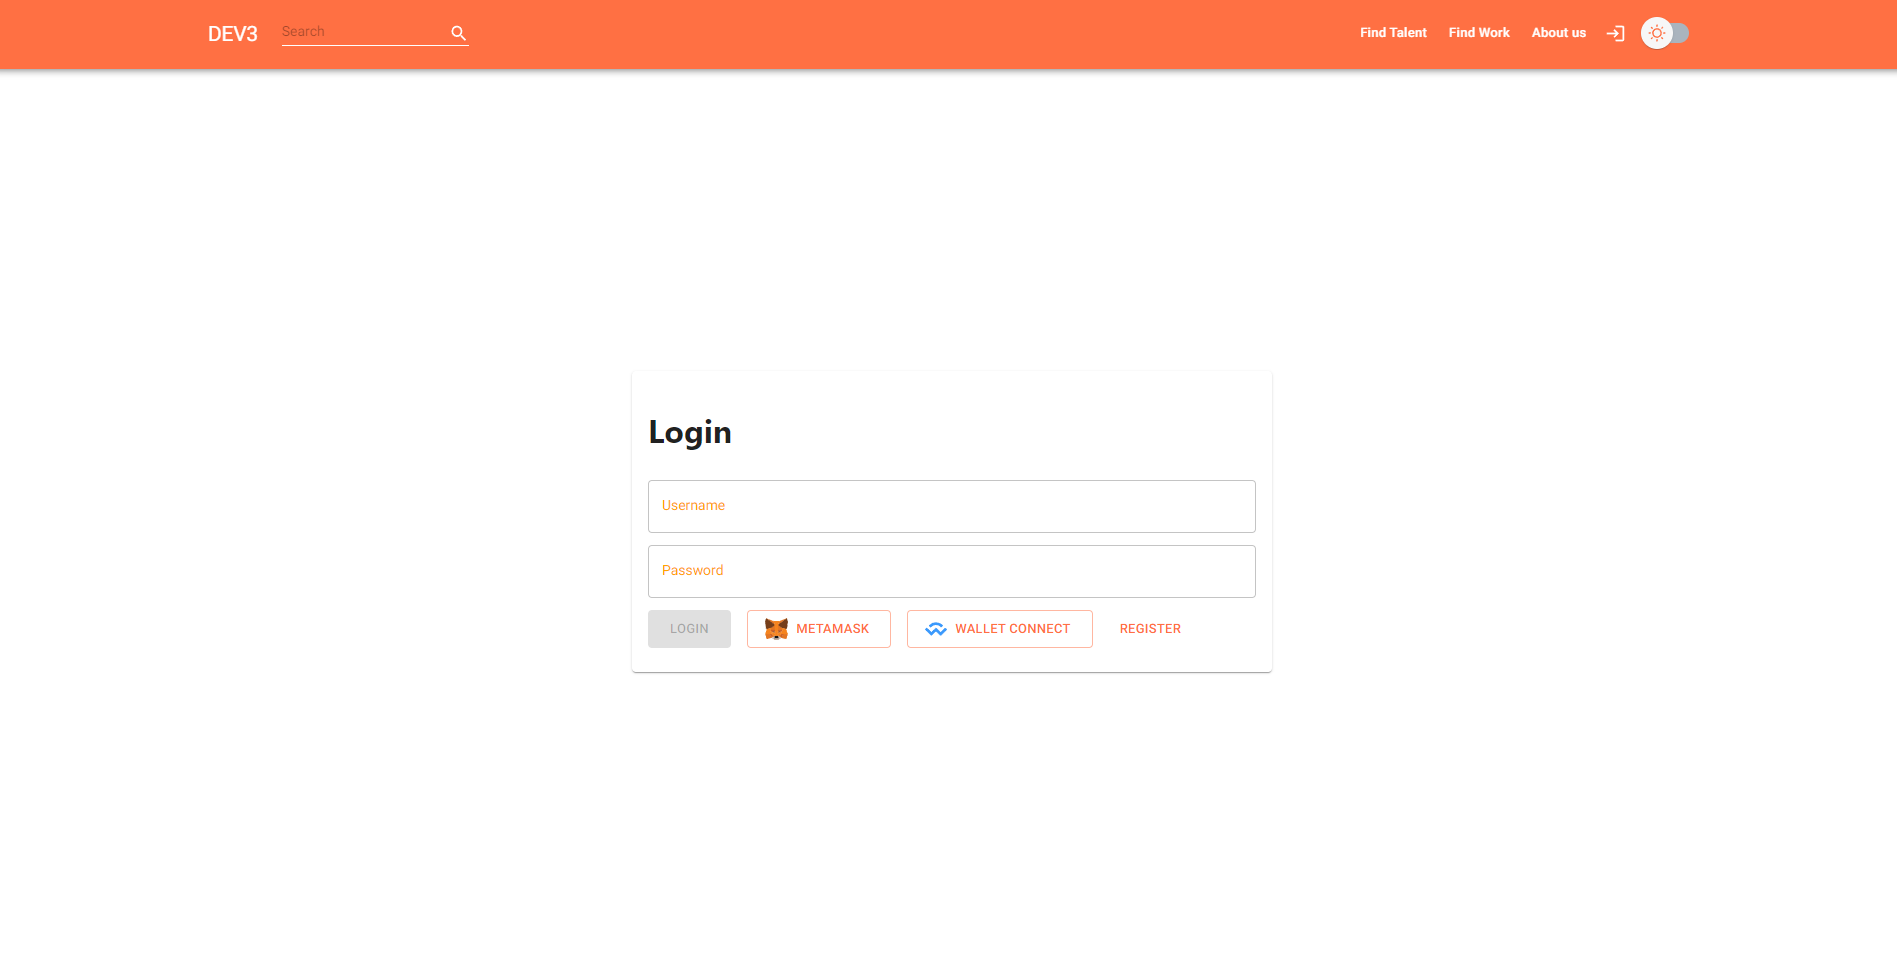 DEV3 Search Find Talent Find Work About us
Login
Username
Password
LOGIN METAMASK WALLET CONNECT REGISTER